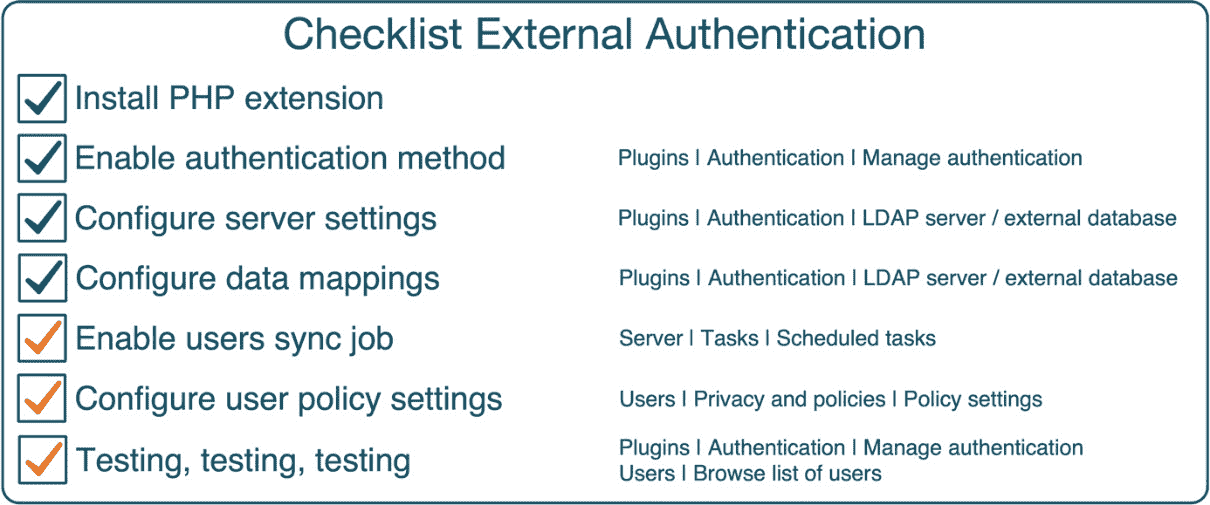 Checklist External Authentication
Install PHP extension
Enable authentication method Plugins | Authentication | Manage authentication
Configure server settings Plugins | Authentication | LDAP server / external database
Configure data mappings Plugins | Authentication | LDAP server / external database
Enable users sync job Server | Tasks | Scheduled tasks
Configure user policy settings Users | Privacy and policies | Policy settings
Testing, testing, testing Plugins | Authentication | Manage authentication
Users | Browse list of users